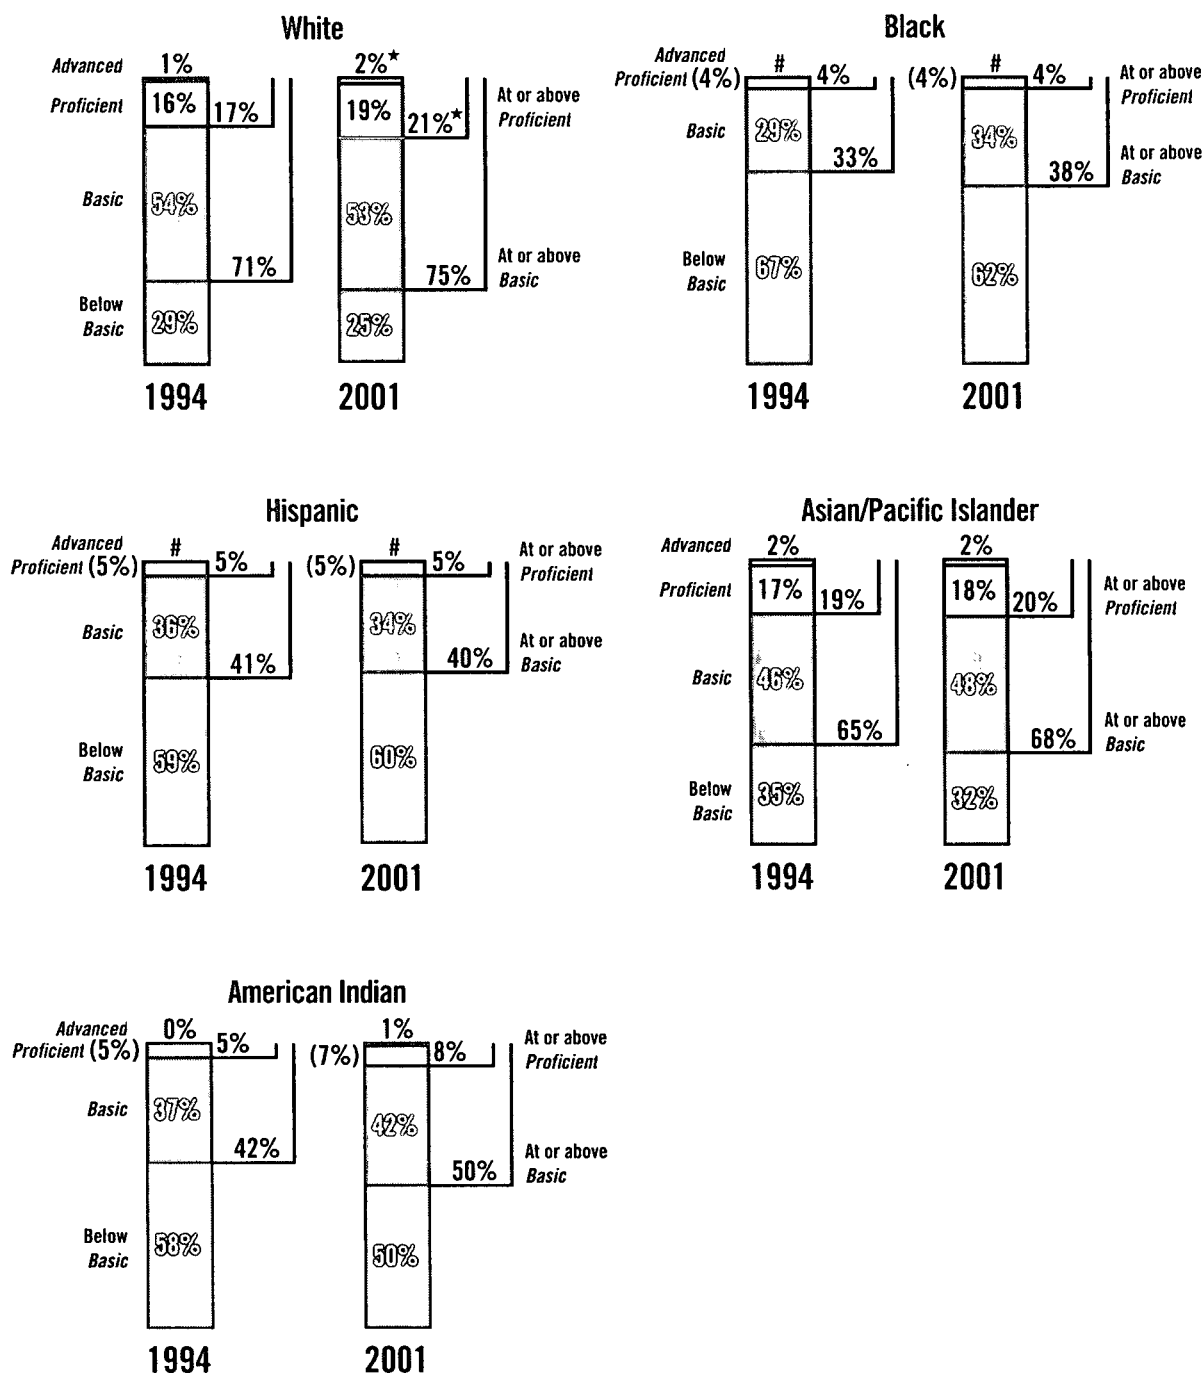 White
Advanced 1% 2%★
Proficient 16% 17% 19% 21%★ At or above
Proficient
Basic 54% 53%
71% 75% At or above
Basic
Below
Basic 29% 25%
1994 2001
Black
Advanced # #
Proficient (4%) 4% (4%) 4% At or above
Proficient
Basic 29% 34%
33% 38% At or above
Basic
Below
Basic 67% 62%
1994 2001
Hispanic
Advanced # #
Proficient (5%) 5% (5%) 5% At or above
Proficient
Basic 36% 34%
41% 40% At or above
Basic
Below
Basic 59% 60%
1994 2001
Asian/Pacific Islander
Advanced 2% 2%
Proficient 17% 19% 18% 20% At or above
Proficient
Basic 46% 48%
65% 68% At or above
Basic
Below
Basic 35% 32%
1994 2001
American Indian
Advanced 0% 1%
Proficient (5%) 5% (7%) 8% At or above
Proficient
Basic 37% 42%
42% 50% At or above
Basic
Below
Basic 58% 50%
1994 2001